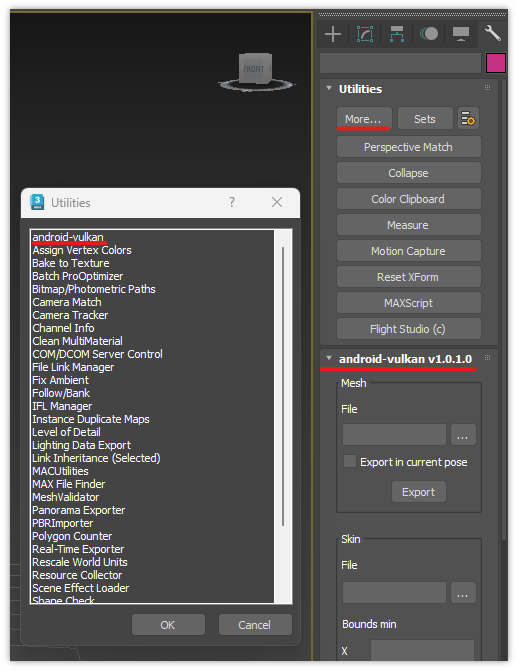 FRONT
Utilities
More...
Sets
Perspective Match
Collapse
Color Clipboard
Measure
Motion Capture
Reset XForm
MAXScript
Flight Studio (c)
android-vulkan v1.0.1.0
Mesh
File
...
Export in current pose
Export
Skin
File
...
Bounds min
X
3
Utilities
?
android-vulkan
Assign Vertex Colors
Bake to Texture
Batch ProOptimizer
Bitmap/Photometric Paths
Camera Match
Camera Tracker
Channel Info
Clean MultiMaterial
COM/DCOM Server Control
File Link Manager
Fix Ambient
Follow/Bank
IFL Manager
Instance Duplicate Maps
Level of Detail
Lighting Data Export
Link Inheritance (Selected)
MACUtilities
MAX File Finder
MeshValidator
Panorama Exporter
PBRImporter
Polygon Counter
Real-Time Exporter
Rescale World Units
Resource Collector
Scene Effect Loader
Shape Check
OK
Cancel